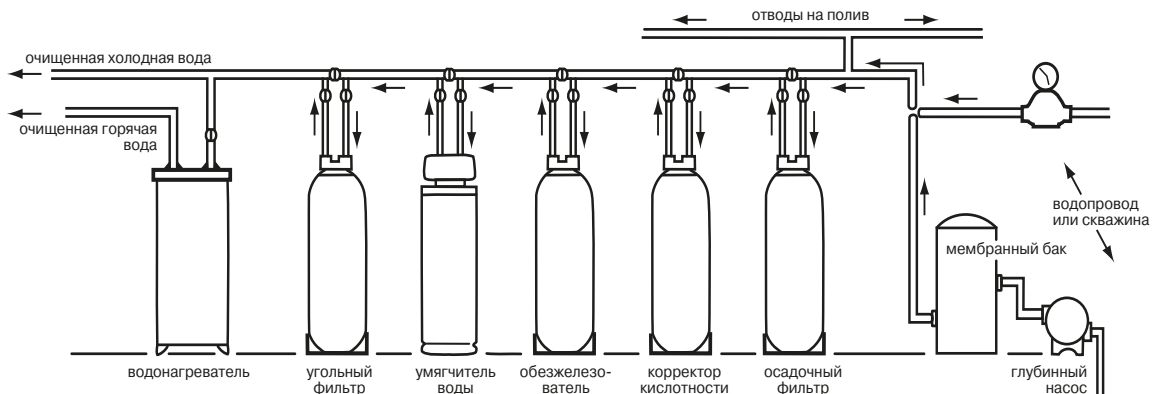 отводы на полив
очищенная холодная вода
очищенная горячая
вода
водопровод
или скважина
мембранный бак
водонагреватель
угольный
фильтр
умягчитель
воды
обезжелезо-
ватель
корректор
кислотности
осадочный
фильтр
глубинный
насос